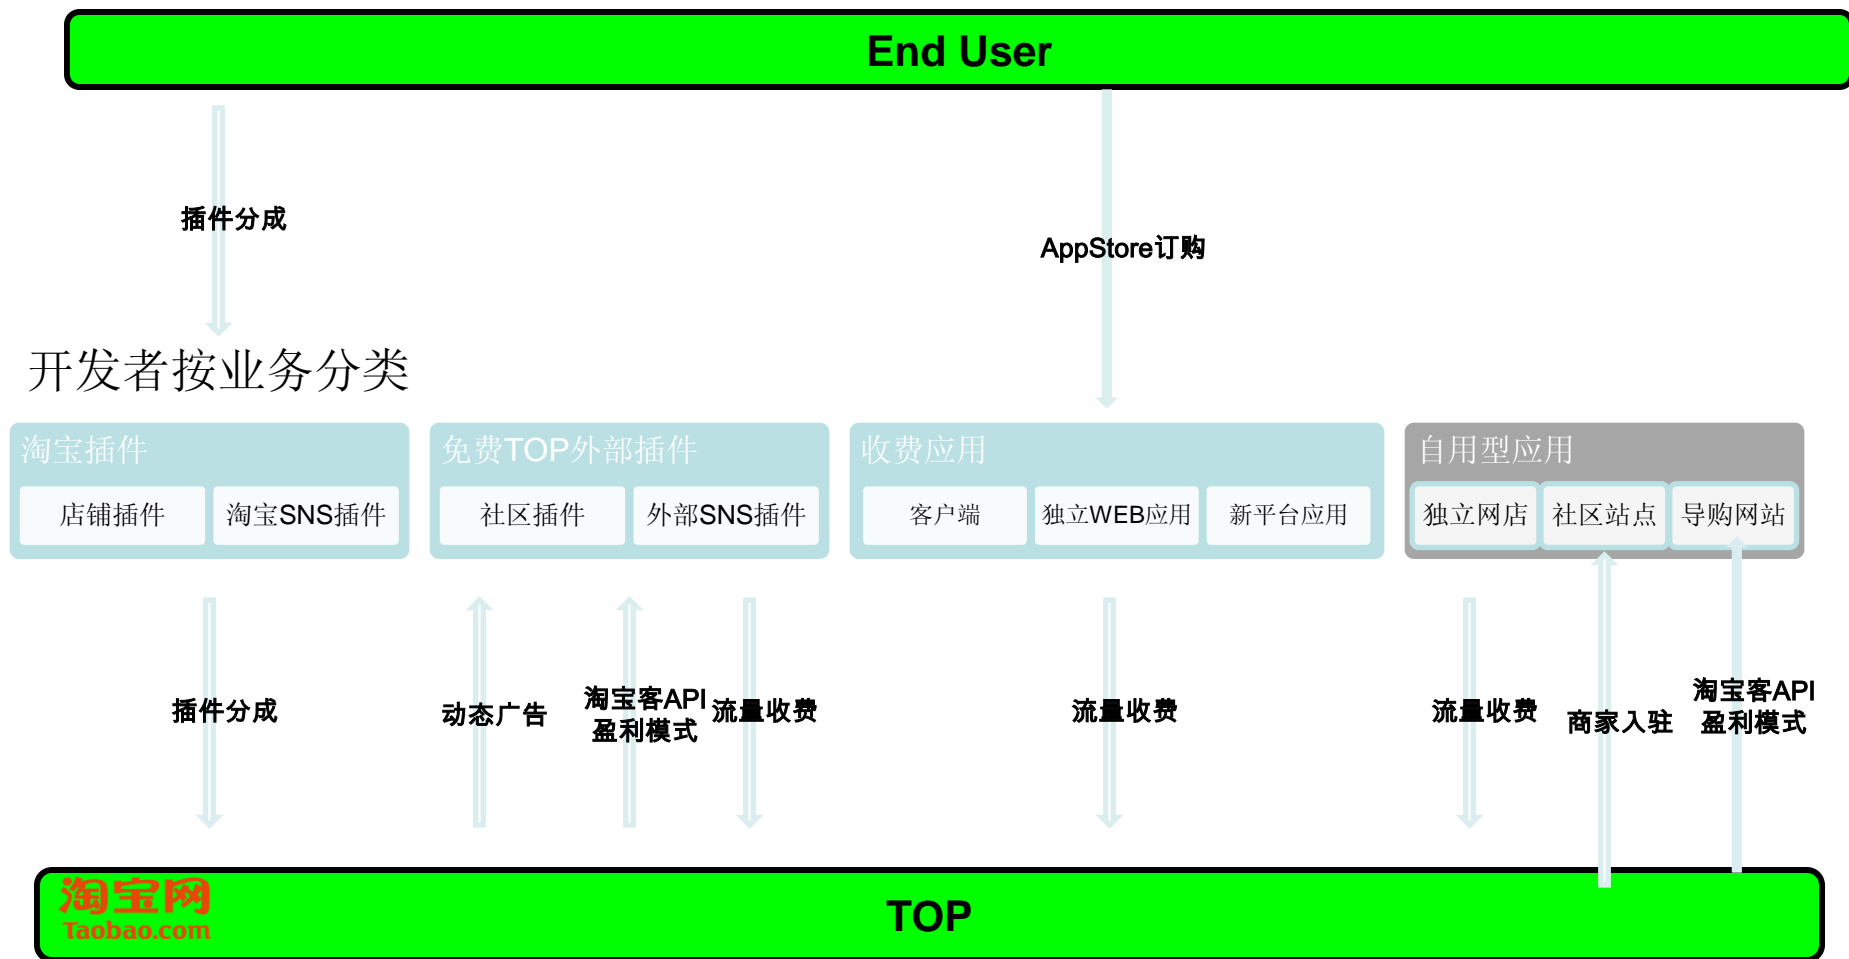 End User
插件分成
AppStore订购
开发者按业务分类
淘宝插件
店铺插件
淘宝SNS插件
免费TOP外部插件
社区插件
外部SNS插件
收费应用
客户端
独立WEB应用
新平台应用
自用型应用
独立网店
社区站点
导购网站
插件分成
动态广告
淘宝客API
盈利模式
流量收费
流量收费
流量收费
商家入驻
淘宝客API
盈利模式
淘宝网
Taobao.com
TOP